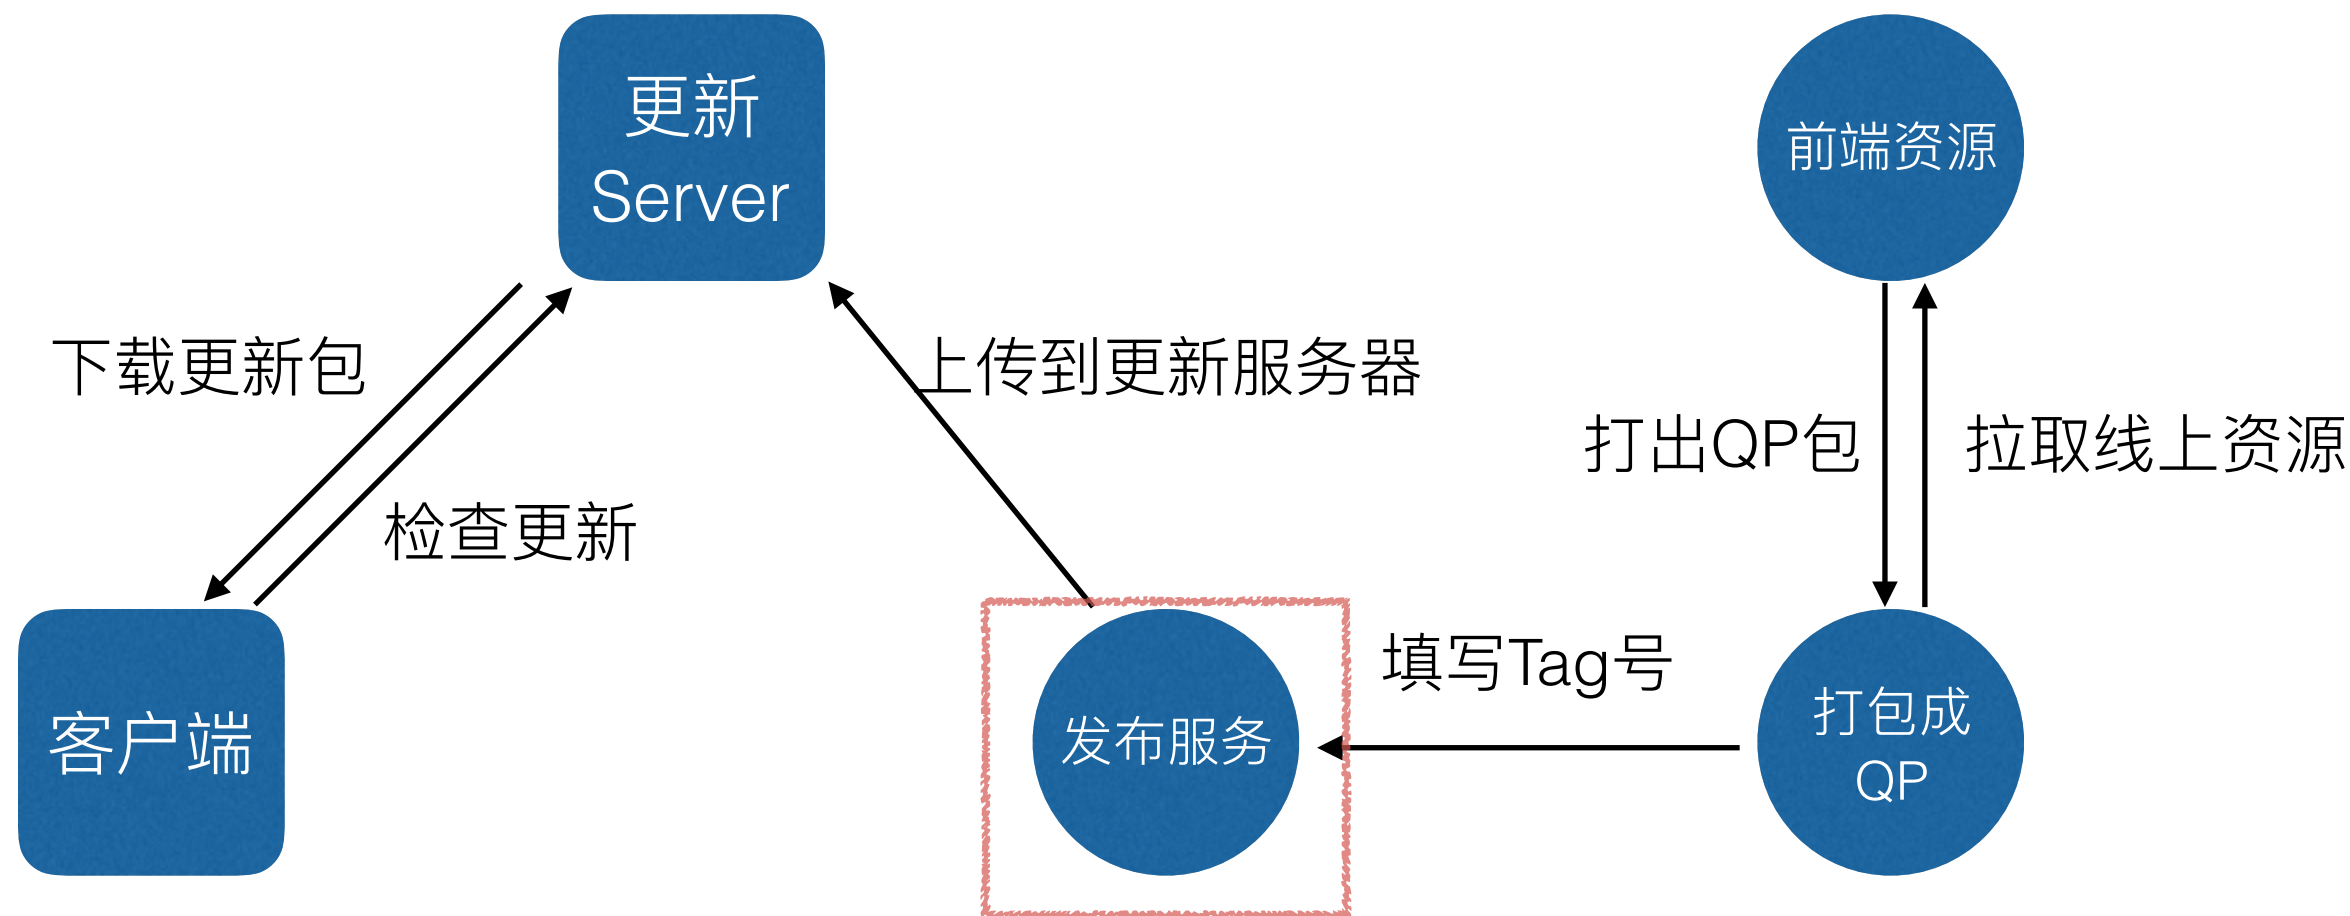 更新
Server
前端资源
下载更新包
上传到更新服务器
打出QP包
拉取线上资源
检查更新
填写Tag号
客户端
发布服务
打包成
QP